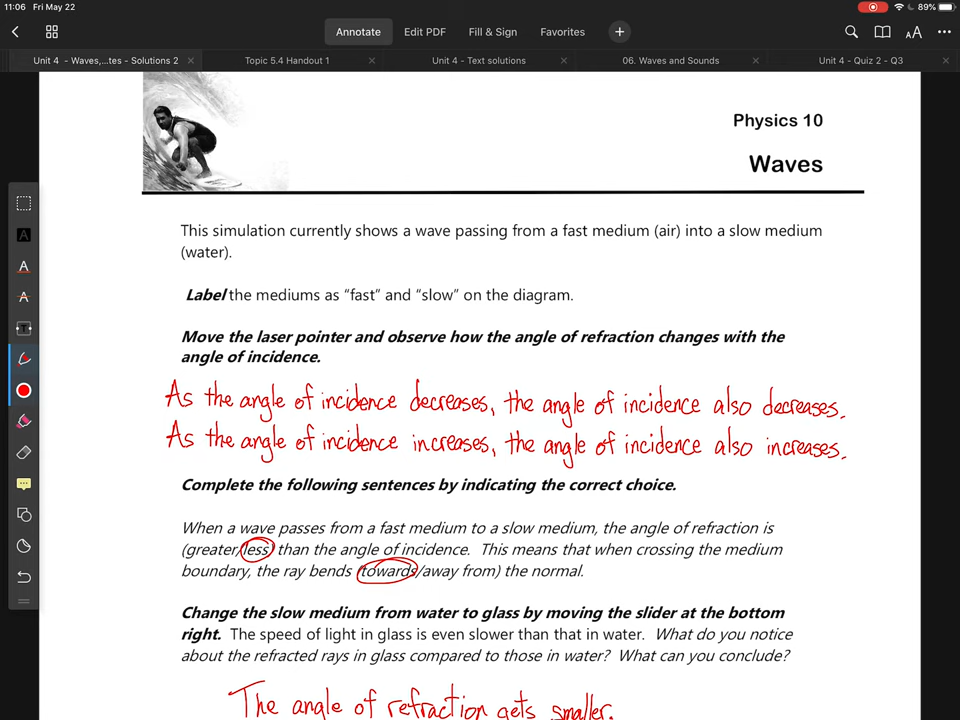 11:06 Fri May 22 89%
Annotate Edit PDF Fill & Sign Favorites
AA
Unit 4 - Waves,...tes - Solutions 2 Topic 5.4 Handout 1 Unit 4 - Text solutions 06. Waves and Sounds Unit 4 - Quiz 2 - Q3
Physics 10
Waves
This simulation currently shows a wave passing from a fast medium (air) into a slow medium
(water).
Label the mediums as “fast” and “slow” on the diagram.
Move the laser pointer and observe how the angle of refraction changes with the
angle of incidence.
As the angle of incidence decreases, the angle of incidence also decreases.
As the angle of incidence increases, the angle of incidence also increases.
Complete the following sentences by indicating the correct choice.
When a wave passes from a fast medium to a slow medium, the angle of refraction is
(greater/less) than the angle of incidence. This means that when crossing the medium
boundary, the ray bends (towards/away from) the normal.
Change the slow medium from water to glass by moving the slider at the bottom
right. The speed of light in glass is even slower than that in water. What do you notice
about the refracted rays in glass compared to those in water? What can you conclude?
The angle of refraction gets smaller.
A
A
A
T